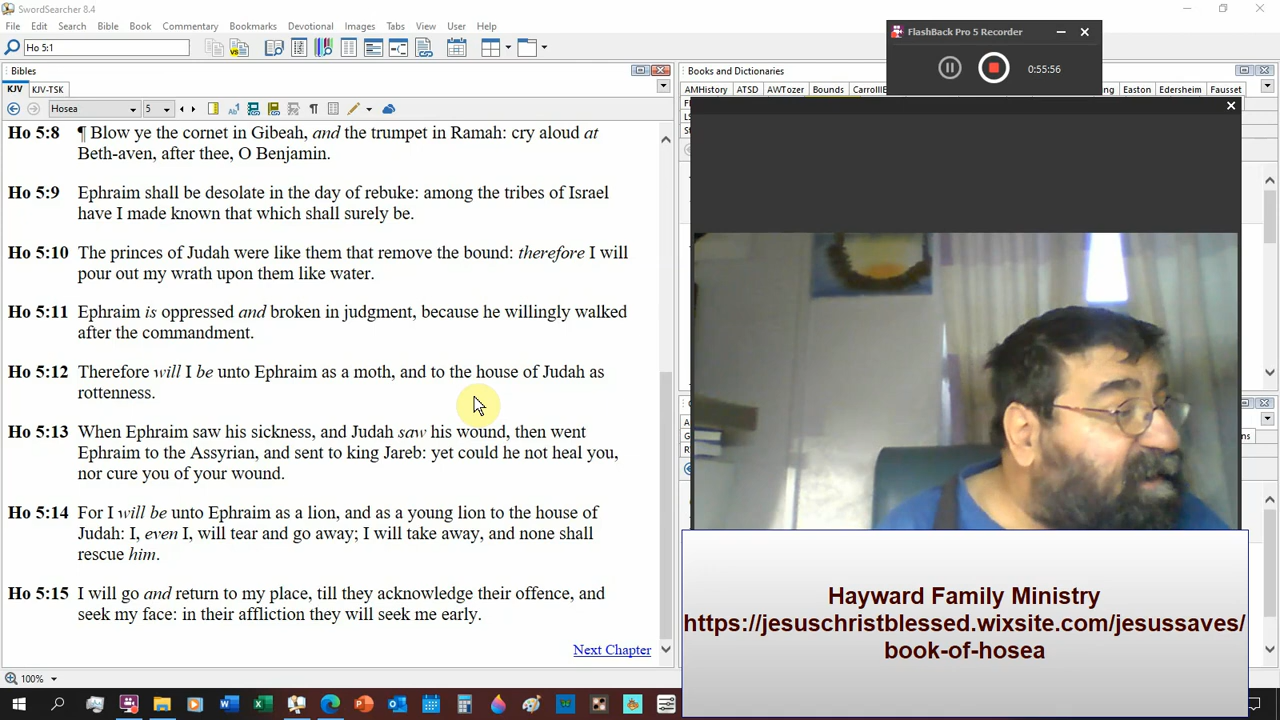 SwordSearcher 8.4
File Edit Search Bible Book Commentary Bookmarks Devotional Images Tabs View User Help
Ho 5:1
FlashBack Pro 5 Recorder
0:55:56
Bibles
Books and Dictionaries
KJV KJV-TSK
AMHistory ATSD AWTozer Bounds Easton Edersheim Fausset
Hosea 5
Ho 5:8 ¶ Blow ye the cornet in Gibeah, and the trumpet in Ramah: cry aloud at
Beth-aven, after thee, O Benjamin.
Ho 5:9 Ephraim shall be desolate in the day of rebuke: among the tribes of Israel
have I made known that which shall surely be.
Ho 5:10 The princes of Judah were like them that remove the bound: therefore I will
pour out my wrath upon them like water.
Ho 5:11 Ephraim is oppressed and broken in judgment, because he willingly walked
after the commandment.
Ho 5:12 Therefore will I be unto Ephraim as a moth, and to the house of Judah as
rottenness.
Ho 5:13 When Ephraim saw his sickness, and Judah saw his wound, then went
Ephraim to the Assyrian, and sent to king Jareb: yet could he not heal you,
nor cure you of your wound.
Ho 5:14 For I will be unto Ephraim as a lion, and as a young lion to the house of
Judah: I, even I, will tear and go away; I will take away, and none shall
rescue him.
Ho 5:15 I will go and return to my place, till they acknowledge their offence, and
seek my face: in their affliction they will seek me early.
Next Chapter
100%
Hayward Family Ministry
https://jesuschristblessed.wixsite.com/jesussaves/
book-of-hosea